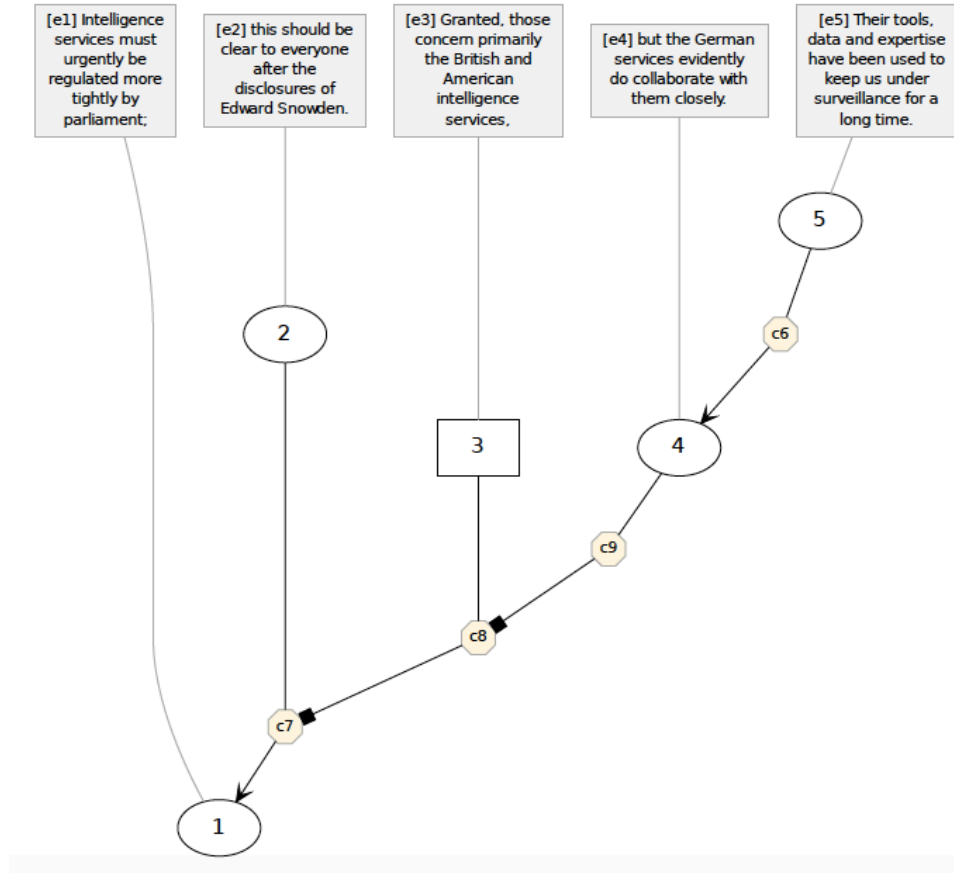 [e1] Intelligence
services must
urgently be
regulated more
tightly by
parliament;
[e2] this should be
clear to everyone
after the
disclosures of
Edward Snowden.
[e3] Granted, those
concern primarily
the British and
American
intelligence
services,
[e4] but the German
services evidently
do collaborate with
them closely.
[e5] Their tools,
data and expertise
have been used to
keep us under
surveillance for a
long time.
5
2
c6
3
4
c9
c8
c7
1